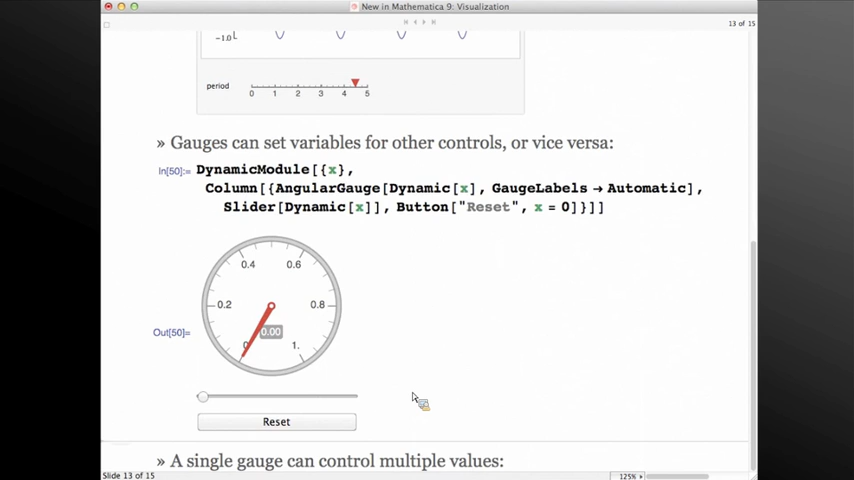 New in Mathematica 9: Visualization
13 of 15
-1.0
period
0 1 2 3 4 5
» Gauges can set variables for other controls, or vice versa:
In[50]:= DynamicModule[{x},
Column[{AngularGauge[Dynamic[x], GaugeLabels → Automatic],
Slider[Dynamic[x]], Button["Reset", x = 0]}]]
0.4 0.6
0.2 0.8
Out[50]= 0.00
0 1.
Reset
» A single gauge can control multiple values:
Slide 13 of 15
125%